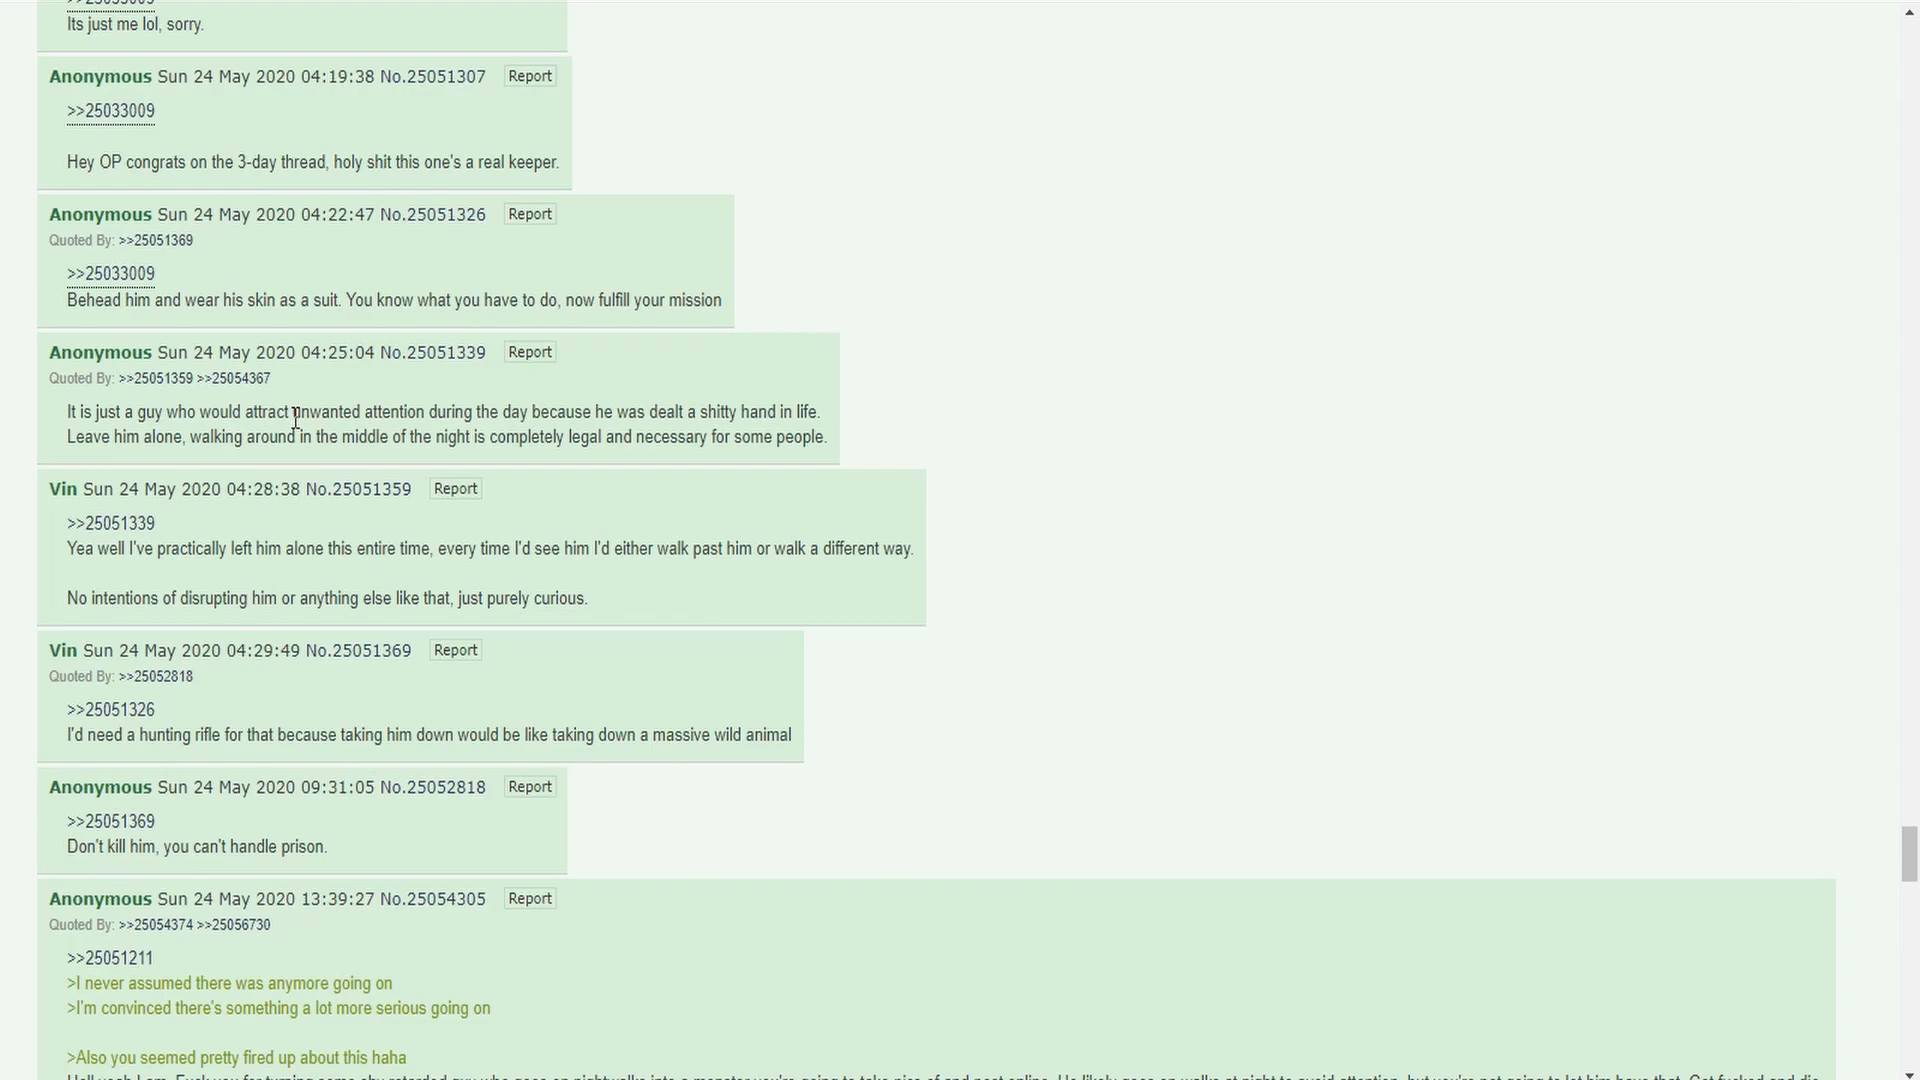 Its just me lol, sorry.
Anonymous Sun 24 May 2020 04:19:38 No.25051307 Report
>>25033009
Hey OP congrats on the 3-day thread, holy shit this one's a real keeper.
Anonymous Sun 24 May 2020 04:22:47 No.25051326 Report
Quoted By: >>25051369
>>25033009
Behead him and wear his skin as a suit. You know what you have to do, now fulfill your mission
Anonymous Sun 24 May 2020 04:25:04 No.25051339 Report
Quoted By: >>25051359 >>25054367
It is just a guy who would attract unwanted attention during the day because he was dealt a shitty hand in life.
Leave him alone, walking around in the middle of the night is completely legal and necessary for some people.
Vin Sun 24 May 2020 04:28:38 No.25051359 Report
>>25051339
Yea well I've practically left him alone this entire time, every time I'd see him I'd either walk past him or walk a different way.
No intentions of disrupting him or anything else like that, just purely curious.
Vin Sun 24 May 2020 04:29:49 No.25051369 Report
Quoted By: >>25052818
>>25051326
I'd need a hunting rifle for that because taking him down would be like taking down a massive wild animal
Anonymous Sun 24 May 2020 09:31:05 No.25052818 Report
>>25051369
Don't kill him, you can't handle prison.
Anonymous Sun 24 May 2020 13:39:27 No.25054305 Report
Quoted By: >>25054374 >>25056730
>>25051211
>I never assumed there was anymore going on
>I'm convinced there's something a lot more serious going on
>Also you seemed pretty fired up about this haha